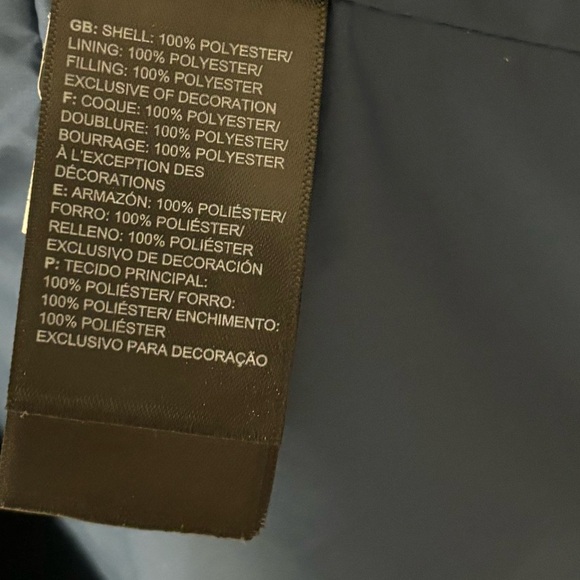 GB: SHELL: 100% POLYESTER/
LINING: 100% POLYESTER/
FILLING: 100% POLYESTER
EXCLUSIVE OF DECORATION
F: COQUE: 100% POLYESTER/
DOUBLURE: 100% POLYESTER/
BOURRAGE: 100% POLYESTER
À L'EXCEPTION DES
DÉCORATIONS
E: ARMAZÓN: 100% POLIÉSTER/
FORRO: 100% POLIÉSTER/
RELLENO: 100% POLIÉSTER
EXCLUSIVO DE DECORACIÓN
P: TECIDO PRINCIPAL:
100% POLIÉSTER/ FORRO:
100% POLIÉSTER/ ENCHIMENTO:
100% POLIÉSTER
EXCLUSIVO PARA DECORAÇÃO